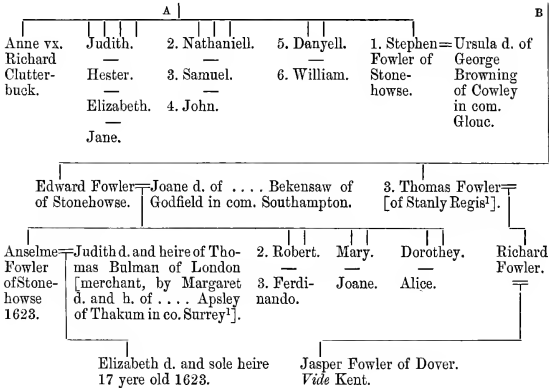 A
B
Anne vx.
Richard
Clutter-
buck.
Judith.
—
Hester.
—
Elizabeth.
—
Jane.
2. Nathaniell.
—
3. Samuel.
—
4. John.
5. Danyell.
—
6. William.
1. Stephen
Fowler of
Stone-
howse.
Ursula d. of
George
Browning
of Cowley
in com.
Glouc.
Edward Fowler
of Stonehowse.
Joane d. of .... Bekensaw of
Godfield in com. Southampton.
3. Thomas Fowler
[of Stanly Regis¹].
Anselme
Fowler
of Stone-
howse
1623.
Judith d. and heire of Tho-
mas Bulman of London
[merchant, by Margaret
d. and h. of .... Apsley
of Thakum in co. Surrey¹].
2. Robert.
—
3. Ferdi-
nando.
Mary.
—
Joane.
Dorothey.
—
Alice.
Richard
Fowler.
Elizabeth d. and sole heire
17 yere old 1623.
Jasper Fowler of Dover.
Vide Kent.